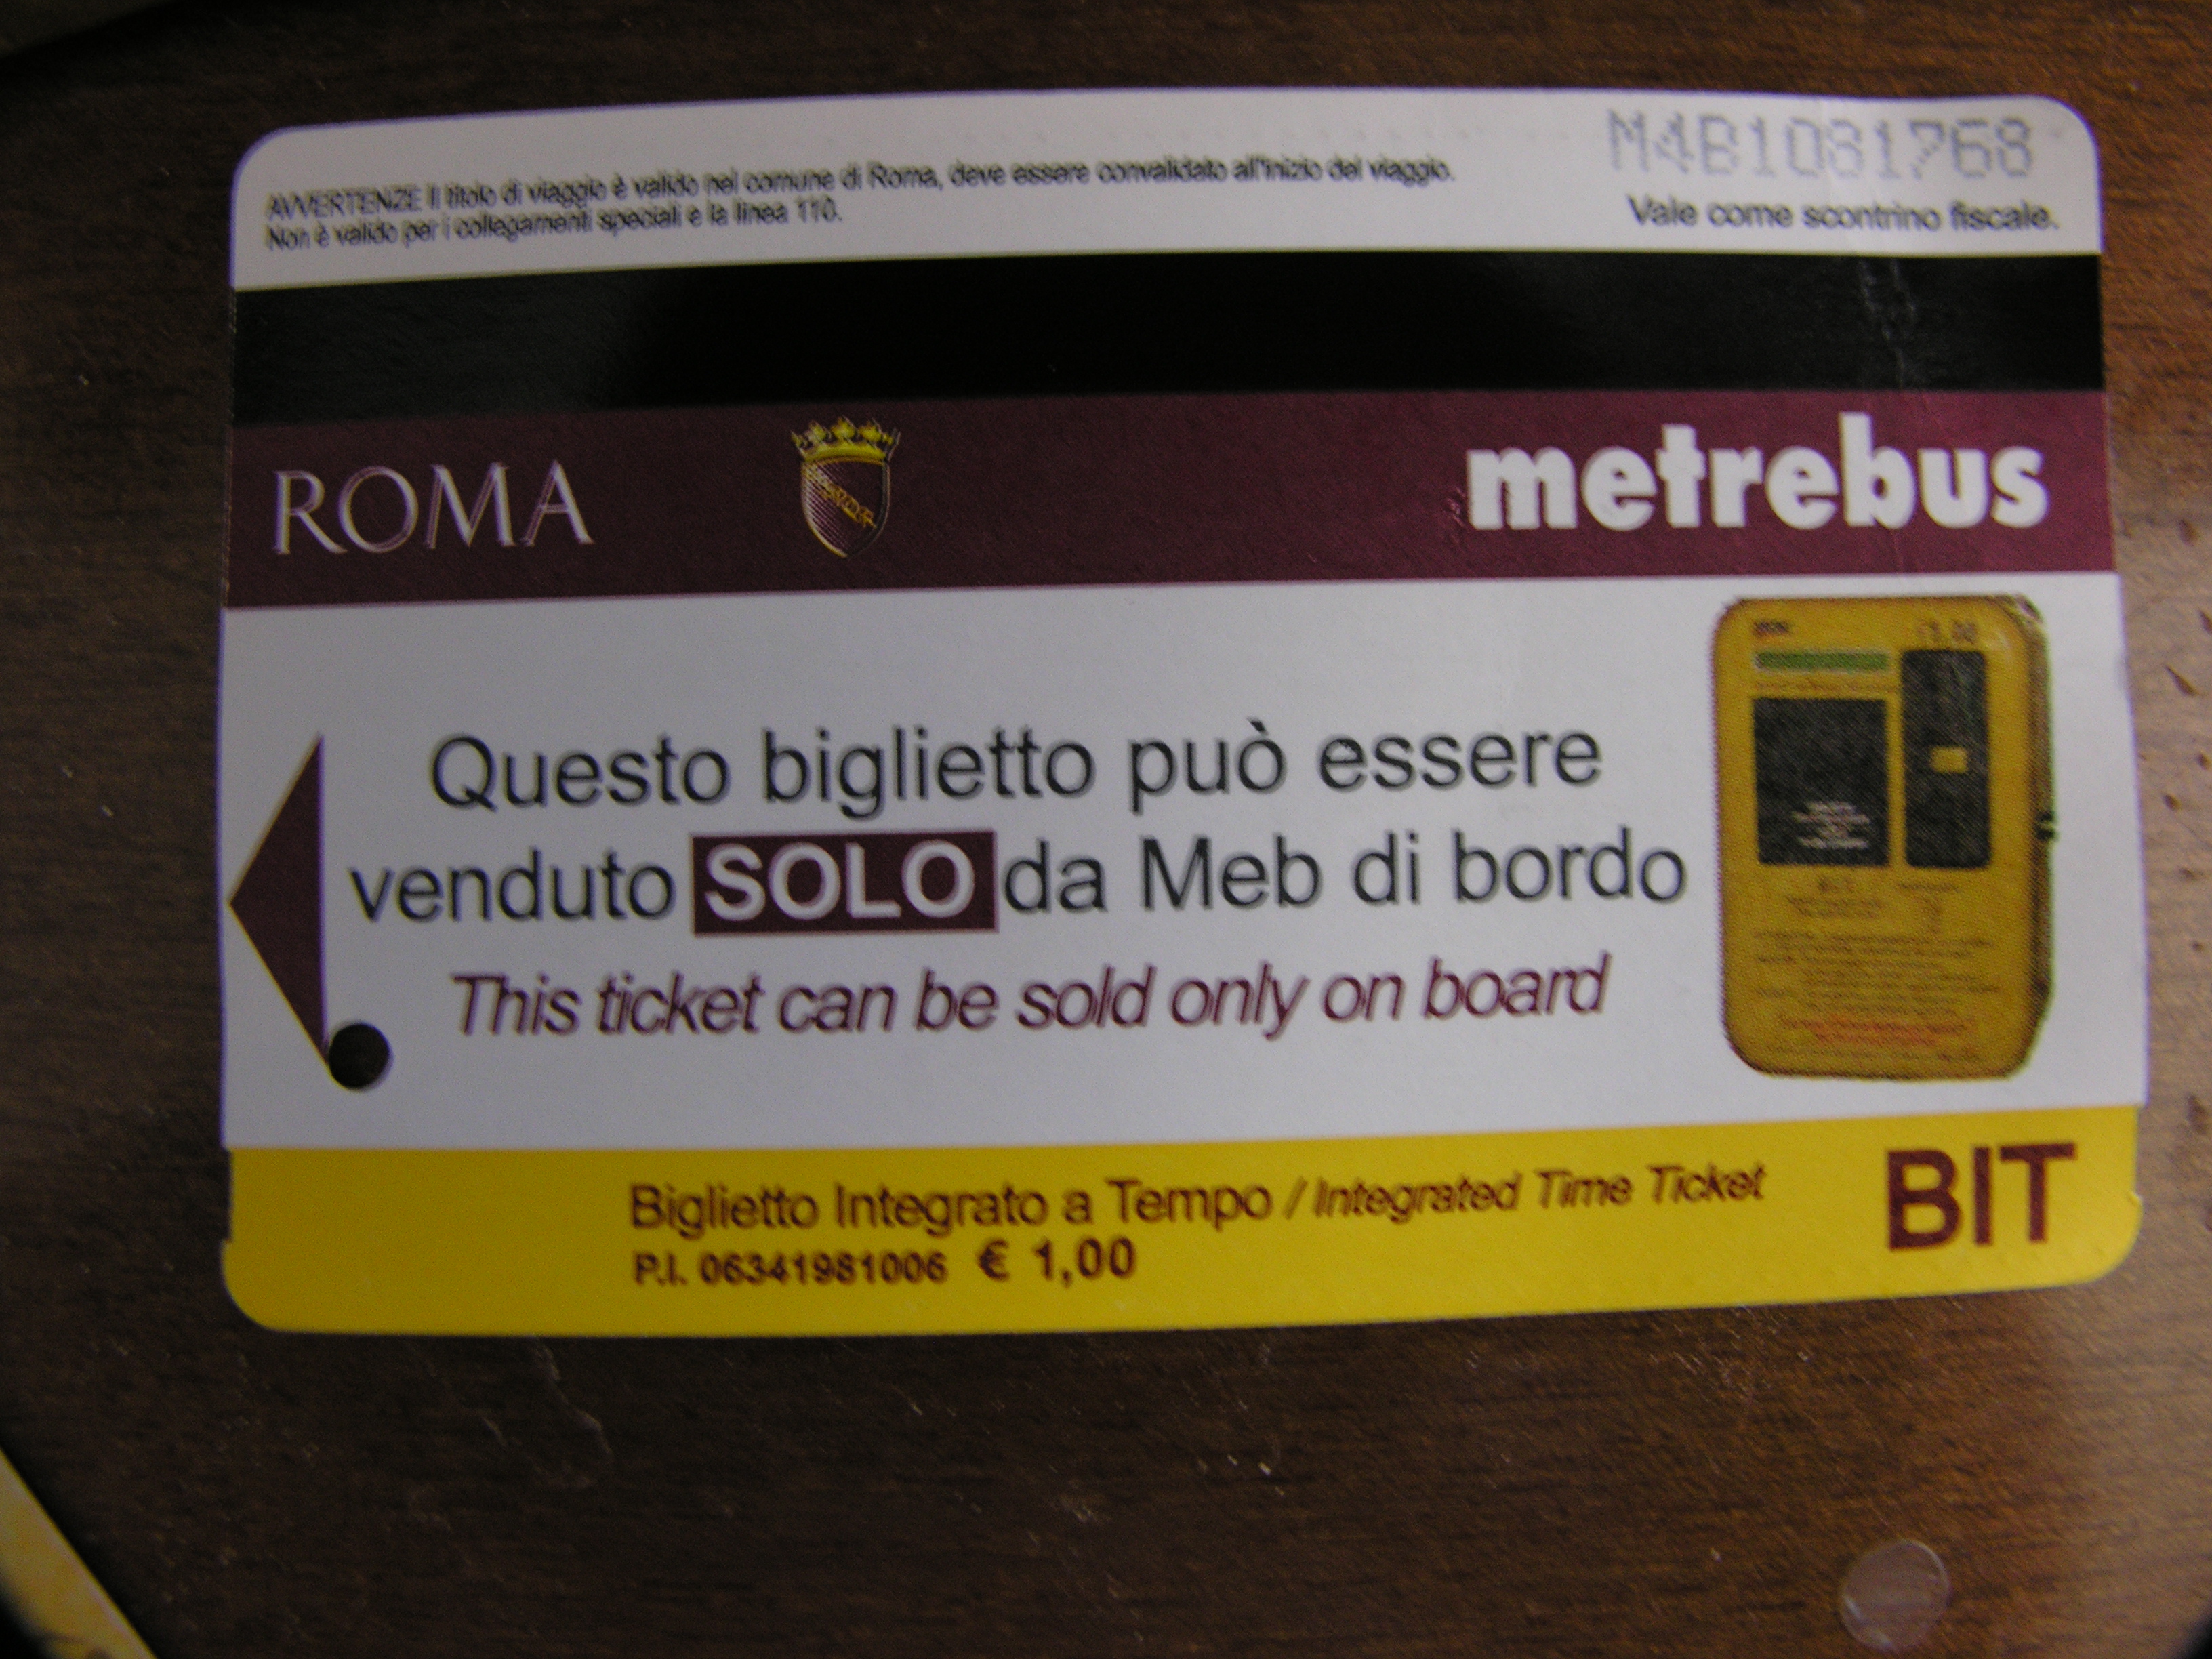 AVVERTENZE Il titolo di viaggio è valido nel comune di Roma, deve essere convalidato all'inizio del viaggio.
Non è valido per i collegamenti speciali e la linea 110.
M4B1081768
Vale come scontrino fiscale.
ROMA
metrebus
Questo biglietto può essere
venduto SOLO da Meb di bordo
This ticket can be sold only on board
Biglietto Integrato a Tempo / Integrated Time Ticket
P.I. 06341981006 € 1,00
BIT